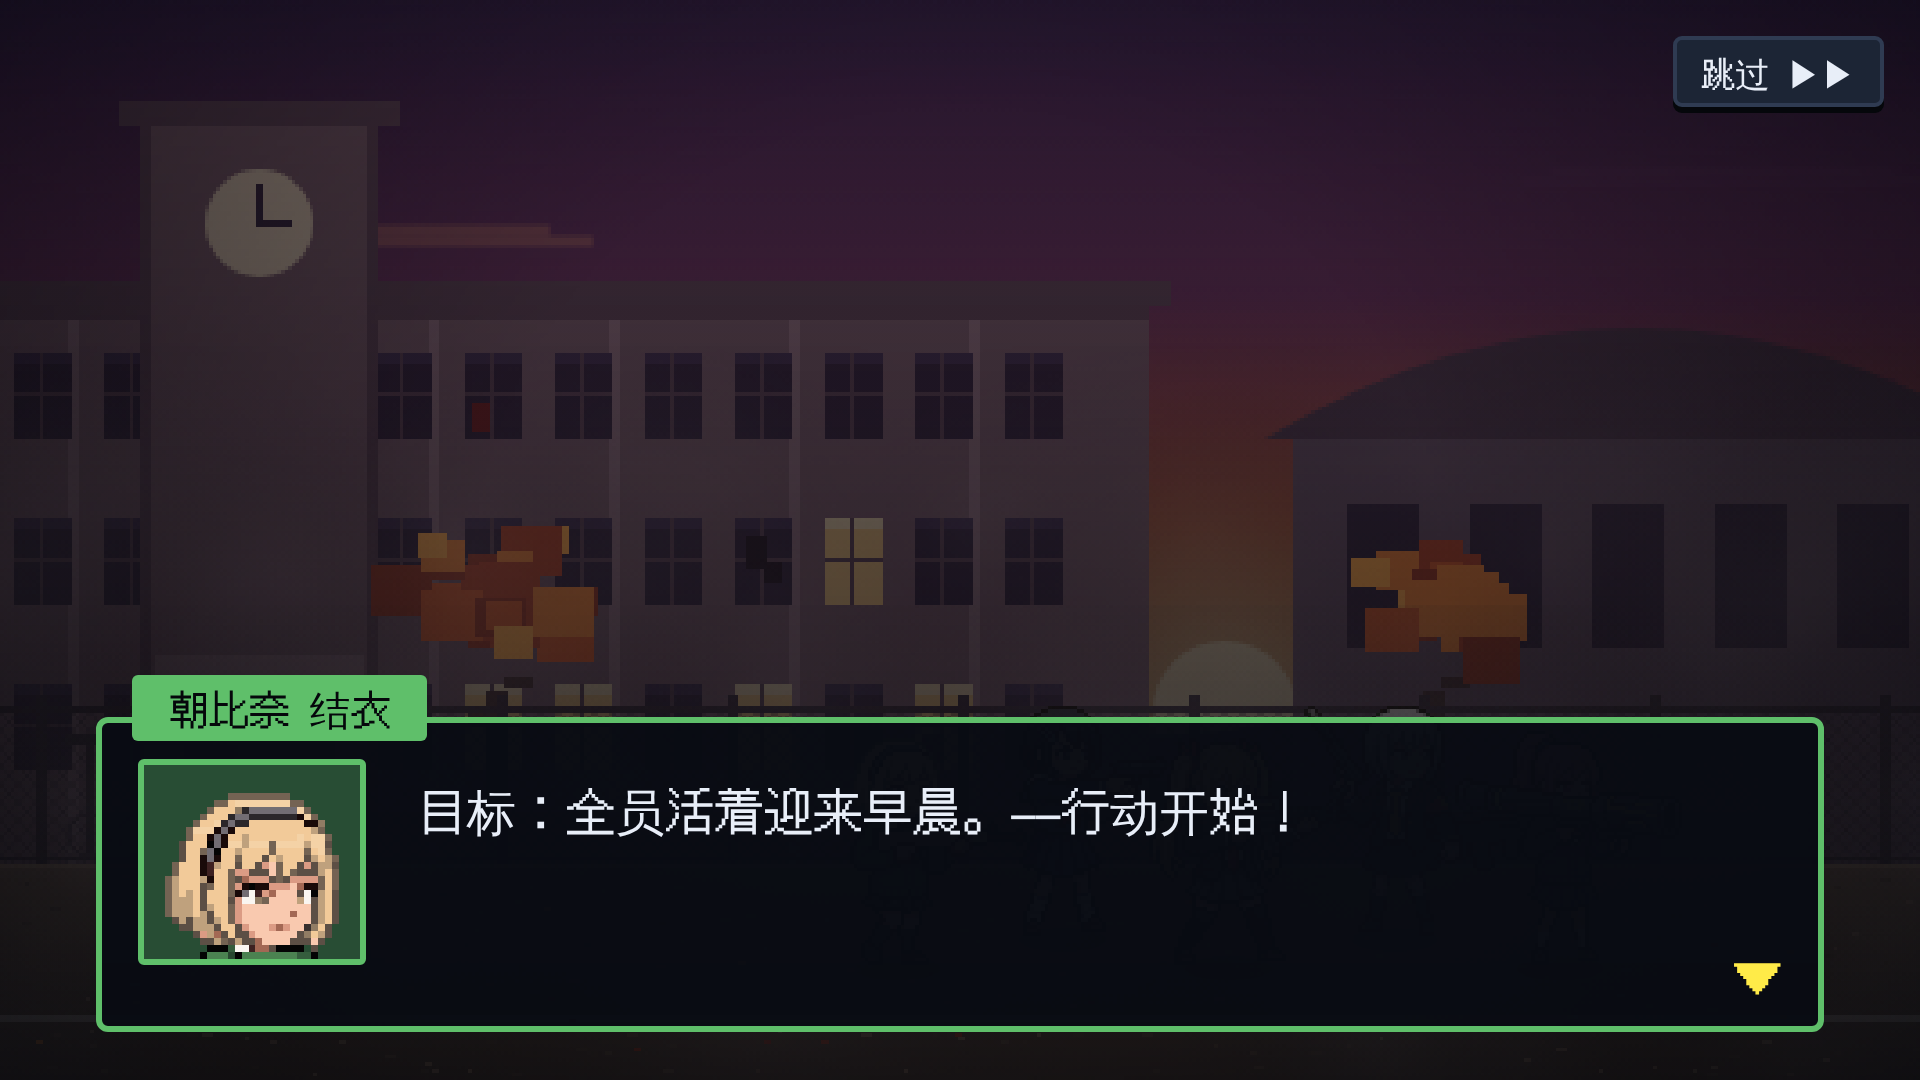 跳过 ▶▶
朝比奈 结衣
目标：全员活着迎来早晨。——行动开始！